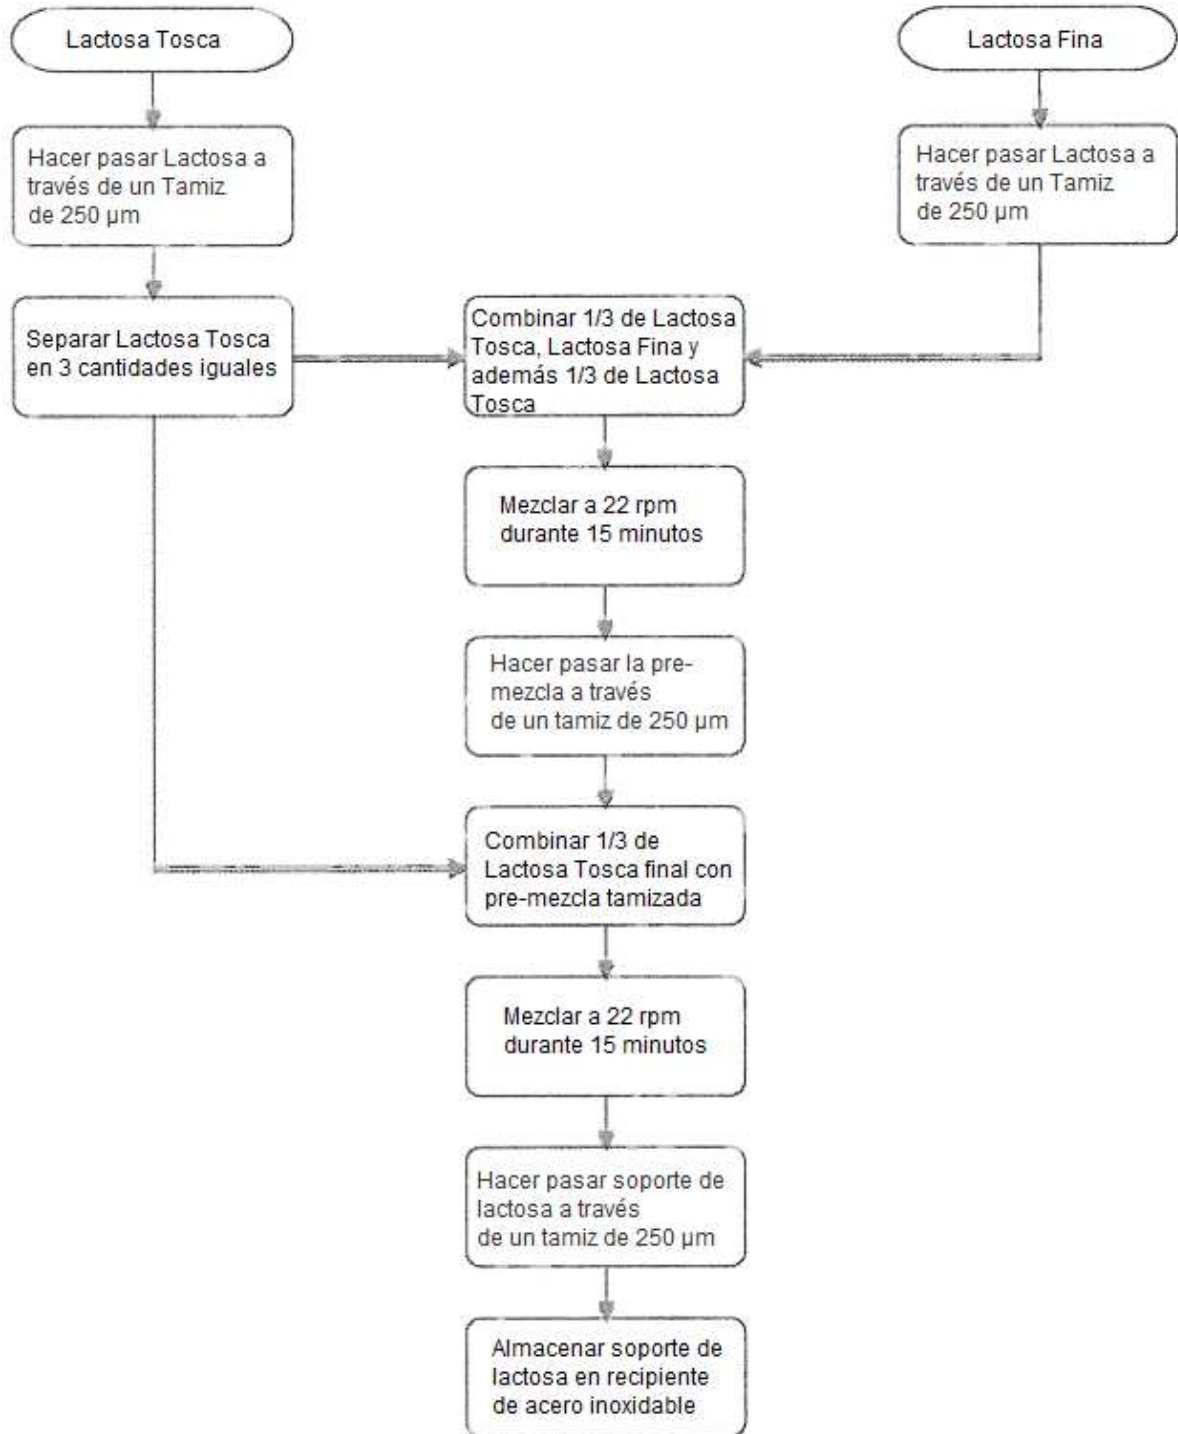 Lactosa Tosca
Lactosa Fina
Hacer pasar Lactosa a
través de un Tamiz
de 250 µm
Hacer pasar Lactosa a
través de un Tamiz
de 250 µm
Separar Lactosa Tosca
en 3 cantidades iguales
Combinar 1/3 de Lactosa
Tosca, Lactosa Fina y
además 1/3 de Lactosa
Tosca
Mezclar a 22 rpm
durante 15 minutos
Hacer pasar la pre-
mezcla a través
de un tamiz de 250 µm
Combinar 1/3 de
Lactosa Tosca final con
pre-mezcla tamizada
Mezclar a 22 rpm
durante 15 minutos
Hacer pasar soporte de
lactosa a través
de un tamiz de 250 µm
Almacenar soporte de
lactosa en recipiente
de acero inoxidable